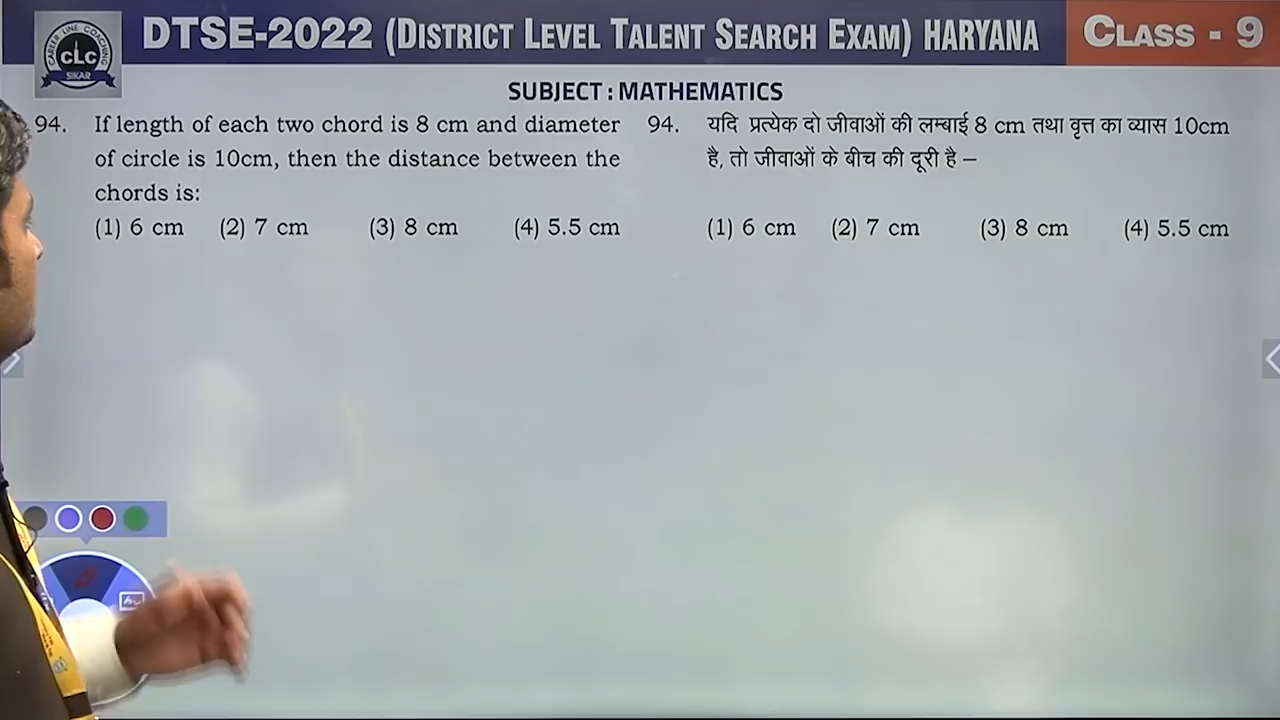 CAREER LINE COACHING
CLC
SIKAR
DTSE-2022 (DISTRICT LEVEL TALENT SEARCH EXAM) HARYANA
CLASS - 9
SUBJECT : MATHEMATICS
94. If length of each two chord is 8 cm and diameter
of circle is 10cm, then the distance between the
chords is:
(1) 6 cm (2) 7 cm (3) 8 cm (4) 5.5 cm
94. यदि प्रत्येक दो जीवाओं की लम्बाई 8 cm तथा वृत्त का व्यास 10cm
है, तो जीवाओं के बीच की दूरी है –
(1) 6 cm (2) 7 cm (3) 8 cm (4) 5.5 cm